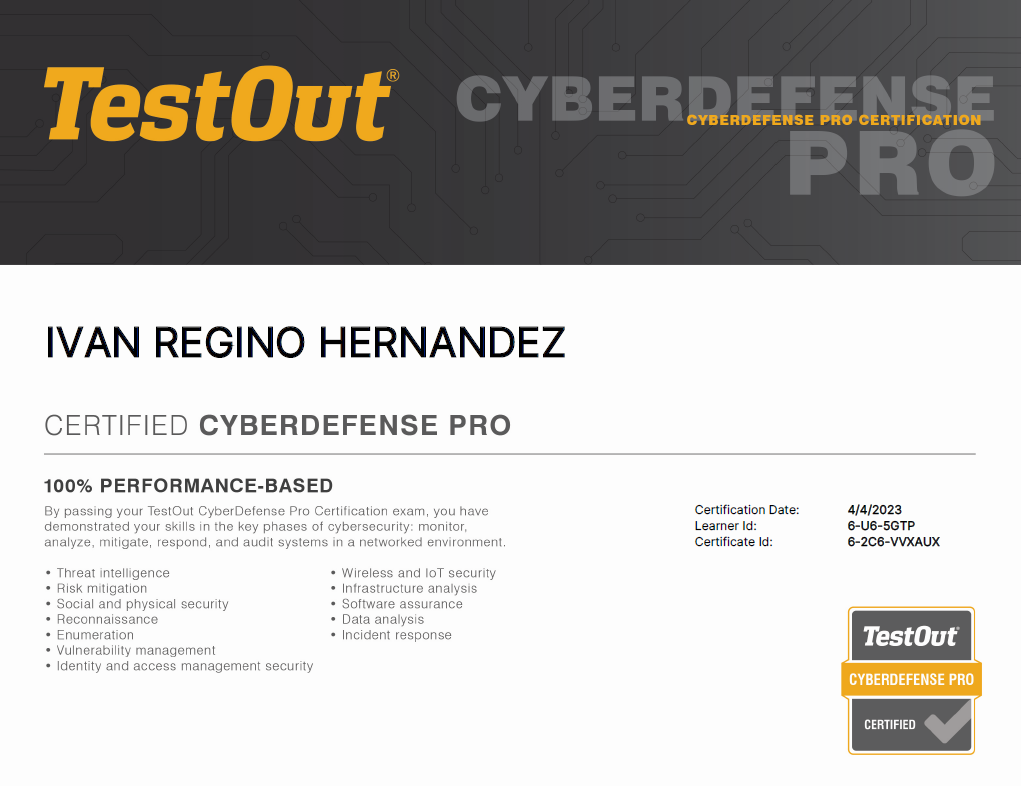 TestOut®
CYBERDEFENSE
CYBERDEFENSE PRO CERTIFICATION
PRO
IVAN REGINO HERNANDEZ
CERTIFIED CYBERDEFENSE PRO
100% PERFORMANCE-BASED
By passing your TestOut CyberDefense Pro Certification exam, you have
demonstrated your skills in the key phases of cybersecurity: monitor,
analyze, mitigate, respond, and audit systems in a networked environment.
• Threat intelligence
• Risk mitigation
• Social and physical security
• Reconnaissance
• Enumeration
• Vulnerability management
• Identity and access management security
• Wireless and IoT security
• Infrastructure analysis
• Software assurance
• Data analysis
• Incident response
Certification Date: 4/4/2023
Learner Id: 6-U6-5GTP
Certificate Id: 6-2C6-VVXAUX
TestOut®
CYBERDEFENSE PRO
CERTIFIED